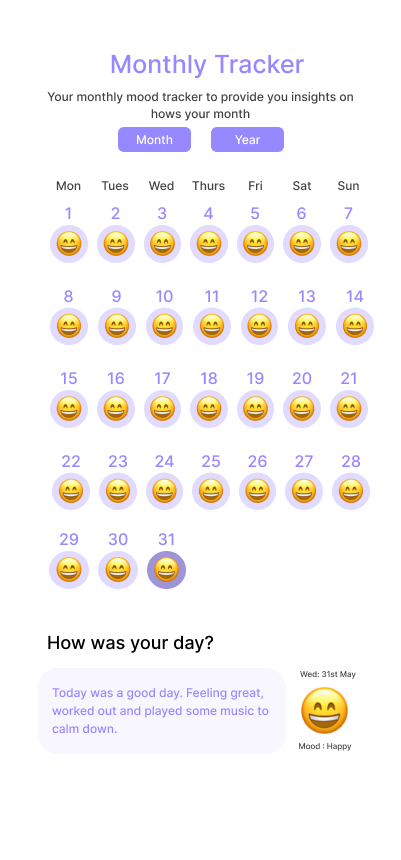 Monthly Tracker
Your monthly mood tracker to provide you insights on
hows your month
Month Year
Mon Tues Wed Thurs Fri Sat Sun
1 2 3 4 5 6 7
8 9 10 11 12 13 14
15 16 17 18 19 20 21
22 23 24 25 26 27 28
29 30 31
How was your day?
Today was a good day. Feeling great,
worked out and played some music to
calm down.
Wed: 31st May
Mood : Happy